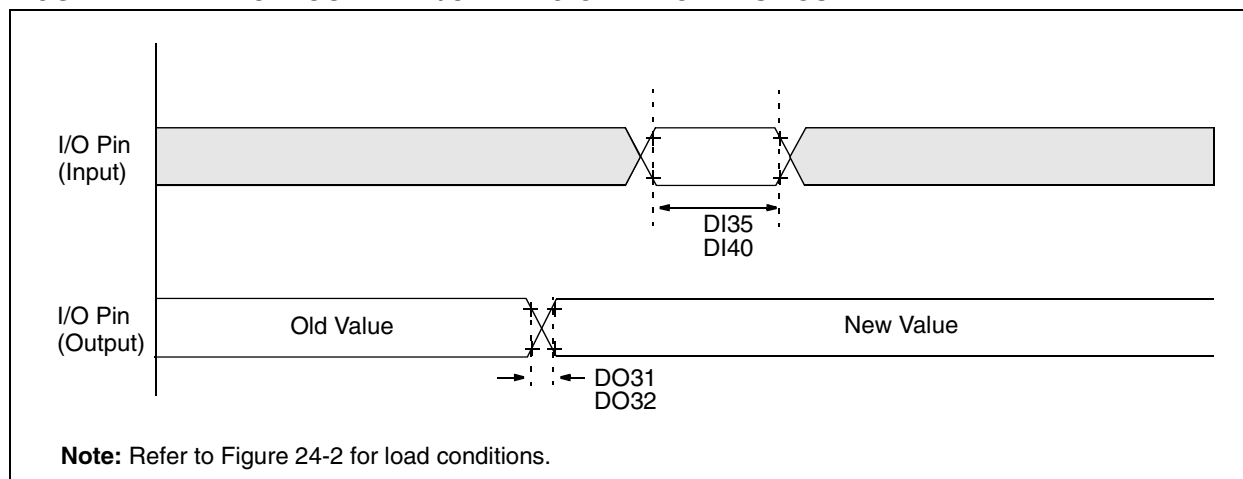 I/O Pin
(Input)
DI35
DI40
I/O Pin
(Output)
Old Value
New Value
DO31
DO32
Note: Refer to Figure 24-2 for load conditions.